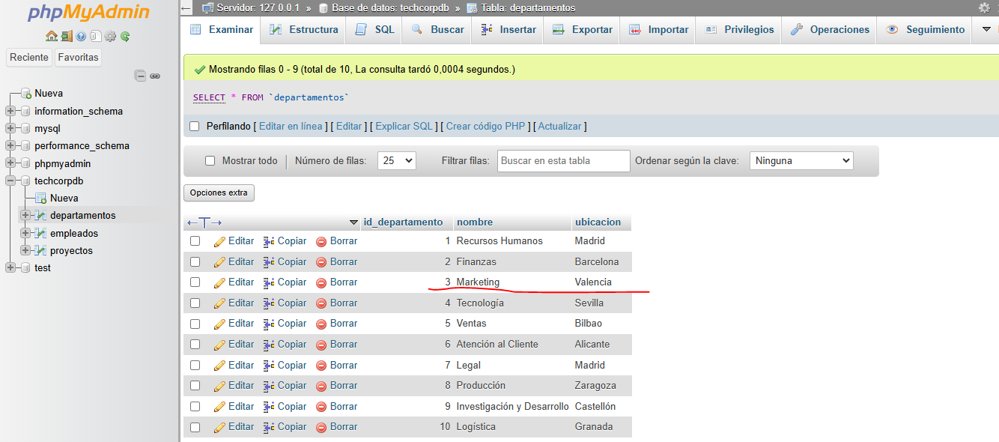 phpMyAdmin
Reciente Favoritas
Nueva
information_schema
mysql
performance_schema
phpmyadmin
techcorpdb
Nueva
departamentos
empleados
proyectos
test
Servidor: 127.0.0.1 » Base de datos: techcorpdb » Tabla: departamentos
Examinar Estructura SQL Buscar Insertar Exportar Importar Privilegios Operaciones Seguimiento
Mostrando filas 0 - 9 (total de 10, La consulta tardó 0,0004 segundos.)
SELECT * FROM `departamentos`
Perfilando [ Editar en línea ] [ Editar ] [ Explicar SQL ] [ Crear código PHP ] [ Actualizar ]
Mostrar todo | Número de filas: 25 Filtrar filas: Buscar en esta tabla Ordenar según la clave: Ninguna
Opciones extra
←T→ id_departamento nombre ubicacion
Editar Copiar Borrar 1 Recursos Humanos Madrid
Editar Copiar Borrar 2 Finanzas Barcelona
Editar Copiar Borrar 3 Marketing Valencia
Editar Copiar Borrar 4 Tecnología Sevilla
Editar Copiar Borrar 5 Ventas Bilbao
Editar Copiar Borrar 6 Atención al Cliente Alicante
Editar Copiar Borrar 7 Legal Madrid
Editar Copiar Borrar 8 Producción Zaragoza
Editar Copiar Borrar 9 Investigación y Desarrollo Castellón
Editar Copiar Borrar 10 Logística Granada